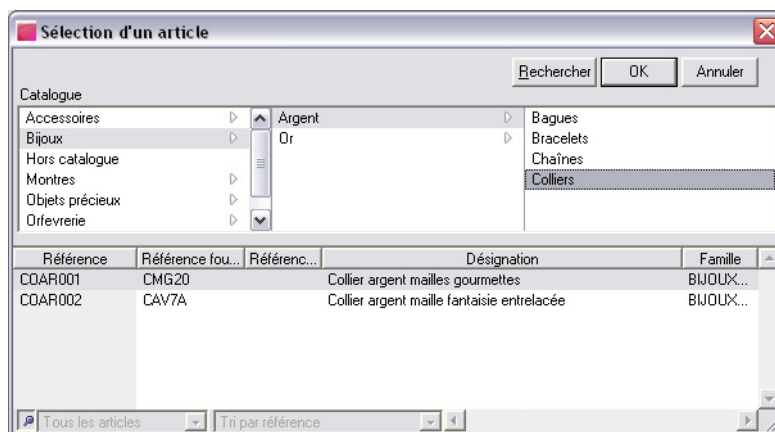 Sélection d'un article
Rechercher OK Annuler
Catalogue
Accessoires Argent Bagues
Bijoux Or Bracelets
Hors catalogue Chaînes
Montres Colliers
Objets précieux
Orfevrerie
Référence Référence fou... Référenc... Désignation Famille
COAR001 CMG20 Collier argent mailles gourmettes BIJOUX...
COAR002 CAV7A Collier argent maille fantaisie entrelacée BIJOUX...
Tous les articles Tri par référence